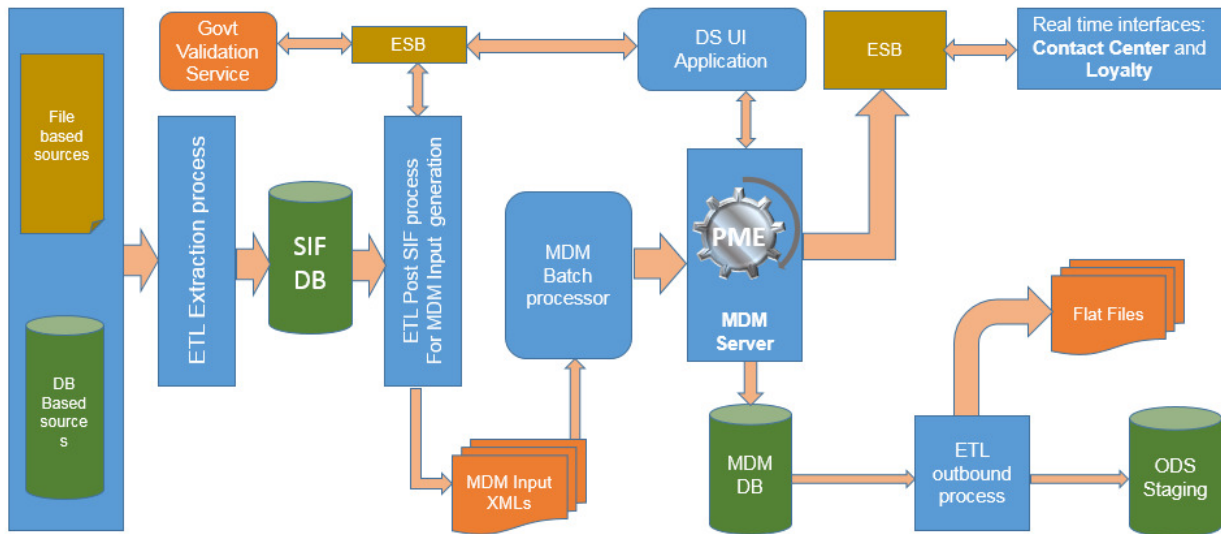 Govt
Validation
Service
ESB
DS UI
Application
ESB
Real time interfaces:
Contact Center and
Loyalty
File
based
sources
ETL Extraction process
SIF
DB
ETL Post SIF process
For MDM Input generation
MDM
Batch
processor
PME
MDM
Server
Flat Files
DB
Based
source
s
MDM Input
XMLs
MDM
DB
ETL
outbound
process
ODS
Staging